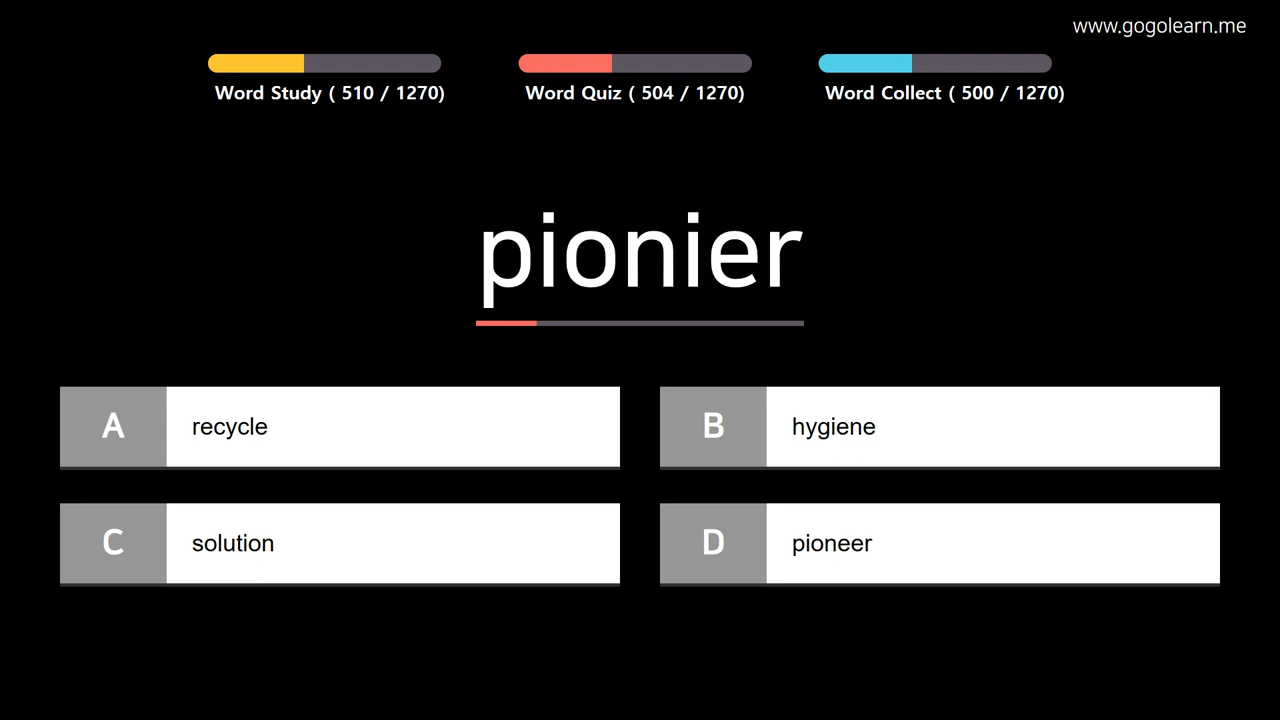 www.gogolearn.me
Word Study ( 510 / 1270)
Word Quiz ( 504 / 1270)
Word Collect ( 500 / 1270)
pionier
A recycle
B hygiene
C solution
D pioneer